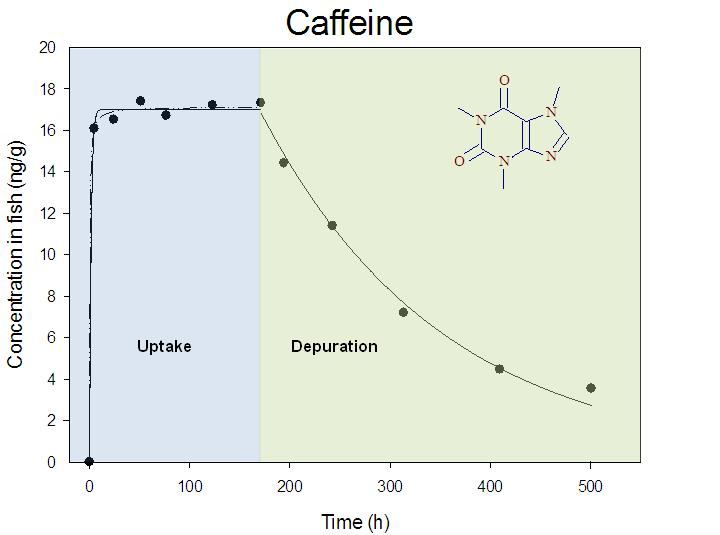 Caffeine
Concentration in fish (ng/g)
20
18
16
14
12
10
8
6
4
2
0
O
N
N
O
N
N
Uptake
Depuration
0
100
200
300
400
500
Time (h)